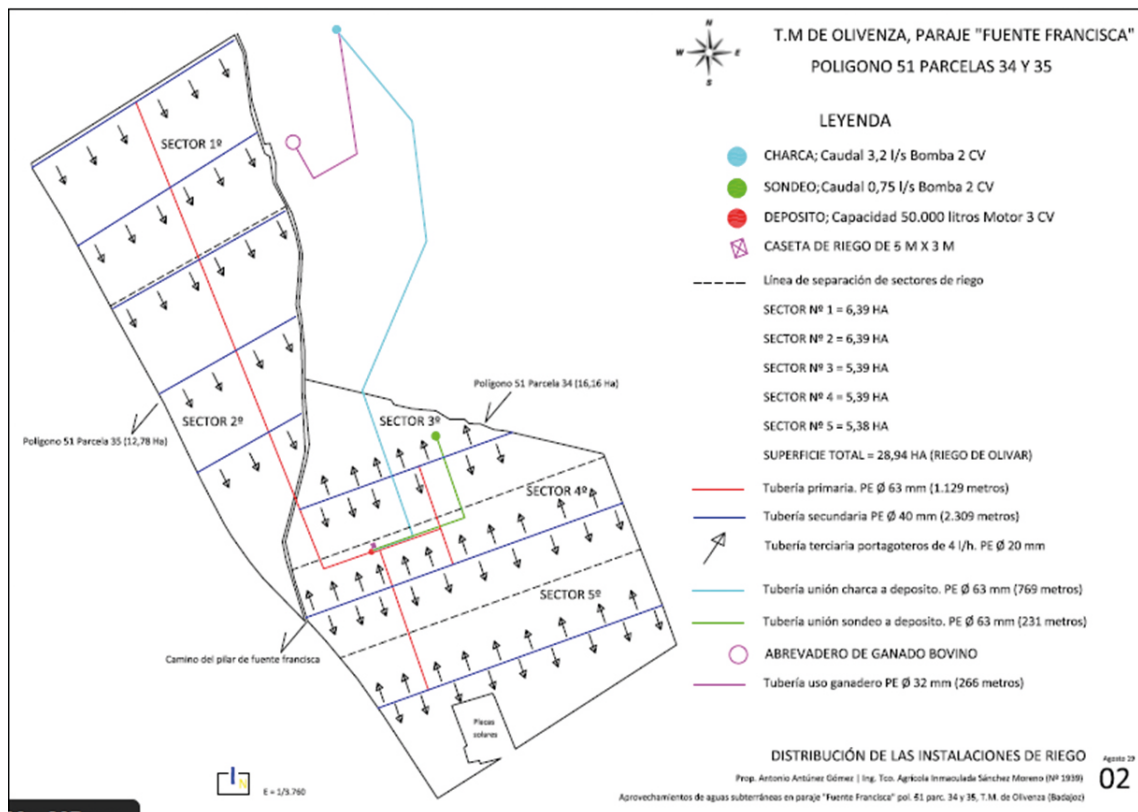 N
W
E
S
T.M DE OLIVENZA, PARAJE "FUENTE FRANCISCA"
POLIGONO 51 PARCELAS 34 Y 35
LEYENDA
CHARCA; Caudal 3,2 l/s Bomba 2 CV
SONDEO; Caudal 0,75 l/s Bomba 2 CV
DEPOSITO; Capacidad 50.000 litros Motor 3 CV
CASETA DE RIEGO DE 5 M X 3 M
Línea de separación de sectores de riego
SECTOR Nº 1 = 6,39 HA
SECTOR Nº 2 = 6,39 HA
SECTOR Nº 3 = 5,39 HA
SECTOR Nº 4 = 5,39 HA
SECTOR Nº 5 = 5,38 HA
SUPERFICIE TOTAL = 28,94 HA (RIEGO DE OLIVAR)
Tubería primaria. PE Ø 63 mm (1.129 metros)
Tubería secundaria PE Ø 40 mm (2.309 metros)
Tubería terciaria portagoteros de 4 l/h. PE Ø 20 mm
Tubería unión charca a deposito. PE Ø 63 mm (769 metros)
Tubería unión sondeo a deposito. PE Ø 63 mm (231 metros)
ABREVADERO DE GANADO BOVINO
Tubería uso ganadero PE Ø 32 mm (266 metros)
SECTOR 1º
SECTOR 2º
SECTOR 3º
SECTOR 4º
SECTOR 5º
Polígono 51 Parcela 34 (16,16 Ha)
Polígono 51 Parcela 35 (12,78 Ha)
Camino del pilar de fuente francisca
Placas
solares
N
E = 1/3.760
DISTRIBUCIÓN DE LAS INSTALACIONES DE RIEGO
Agosto 19
02
Prop. Antonio Antúnez Gómez | Ing. Tco. Agrícola Inmaculada Sánchez Moreno (Nº 1939)
Aprovechamientos de aguas subterráneas en paraje "Fuente Francisca" pol. 51 parc. 34 y 35, T.M. de Olivenza (Badajoz)